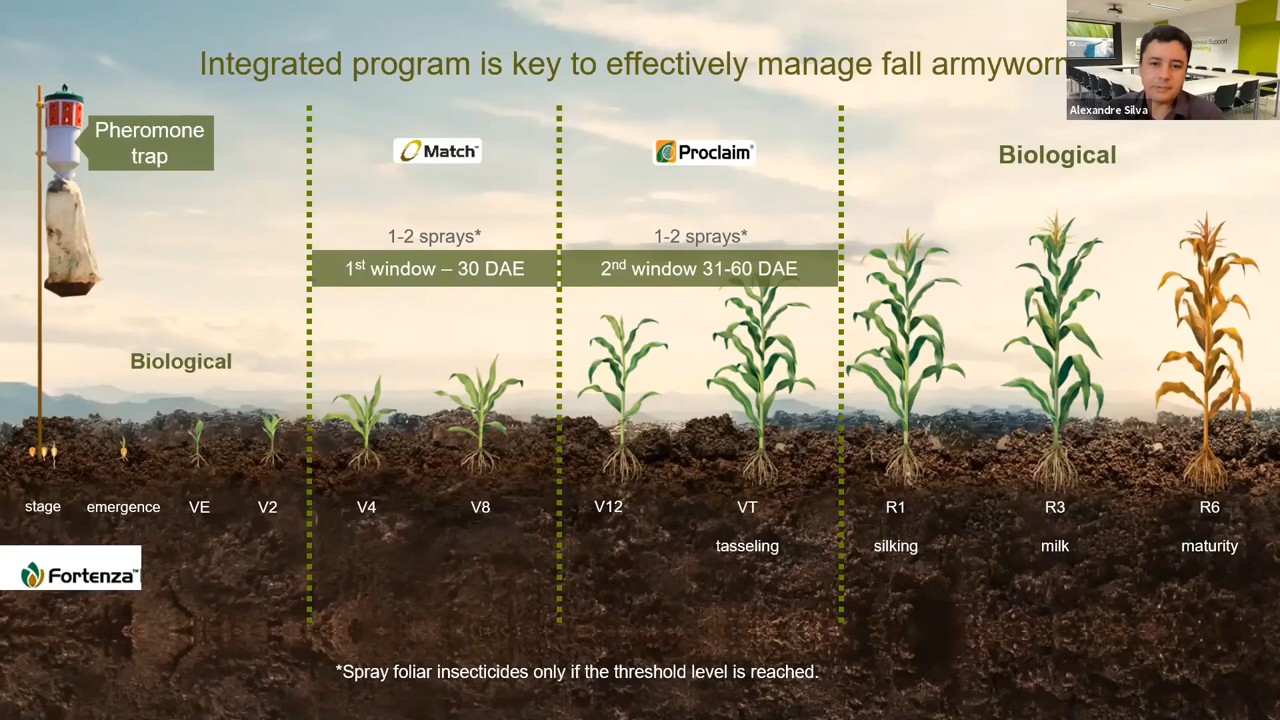 Integrated program is key to effectively manage fall armyworm
Alexandre Silva
Pheromone
trap
Match™
Proclaim®
Biological
1-2 sprays*
1-2 sprays*
1st window – 30 DAE
2nd window 31-60 DAE
Biological
stage
emergence
VE
V2
V4
V8
V12
VT
R1
R3
R6
tasseling
silking
milk
maturity
Fortenza™
*Spray foliar insecticides only if the threshold level is reached.